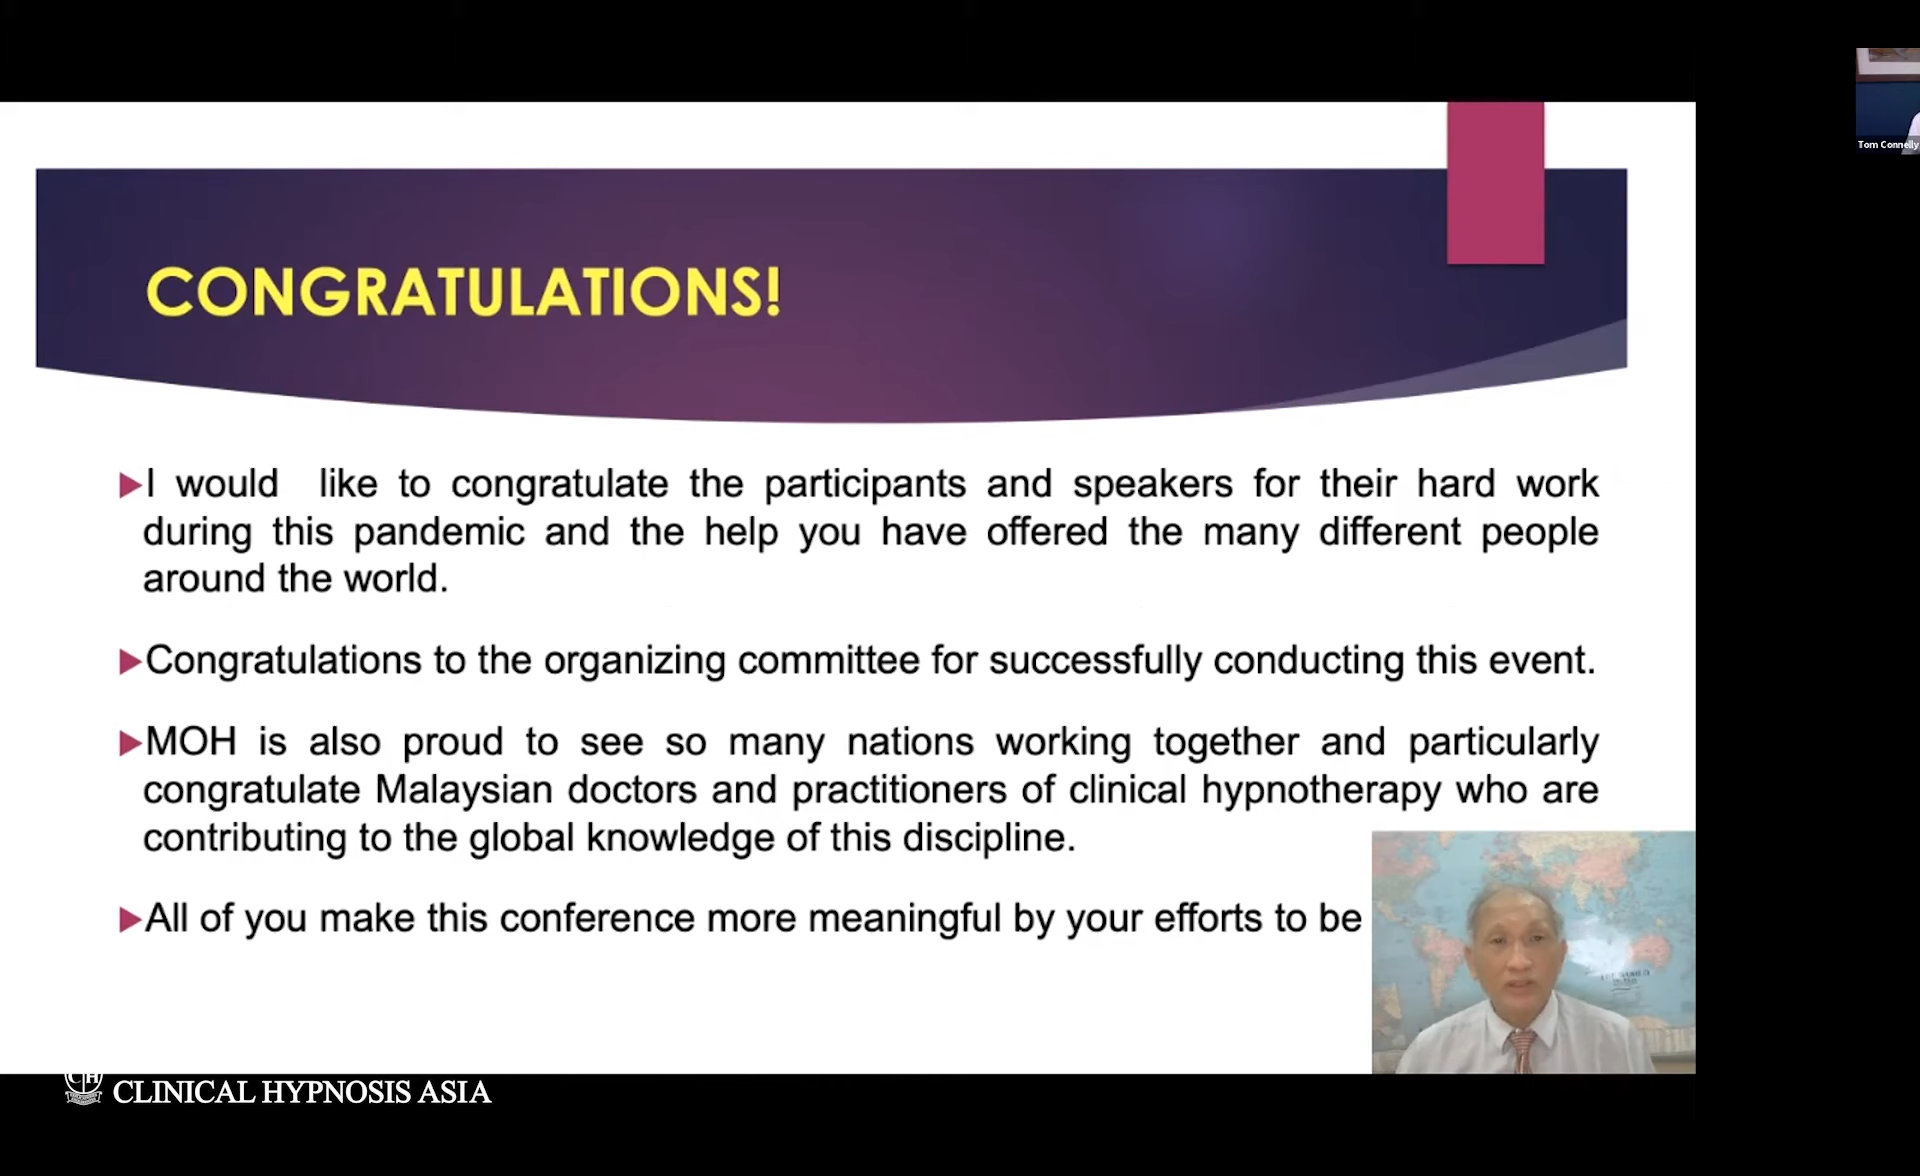 Tom Connelly
CONGRATULATIONS!
I would like to congratulate the participants and speakers for their hard work
during this pandemic and the help you have offered the many different people
around the world.
Congratulations to the organizing committee for successfully conducting this event.
MOH is also proud to see so many nations working together and particularly
congratulate Malaysian doctors and practitioners of clinical hypnotherapy who are
contributing to the global knowledge of this discipline.
All of you make this conference more meaningful by your efforts to be
CH
CLINICAL HYPNOSIS ASIA